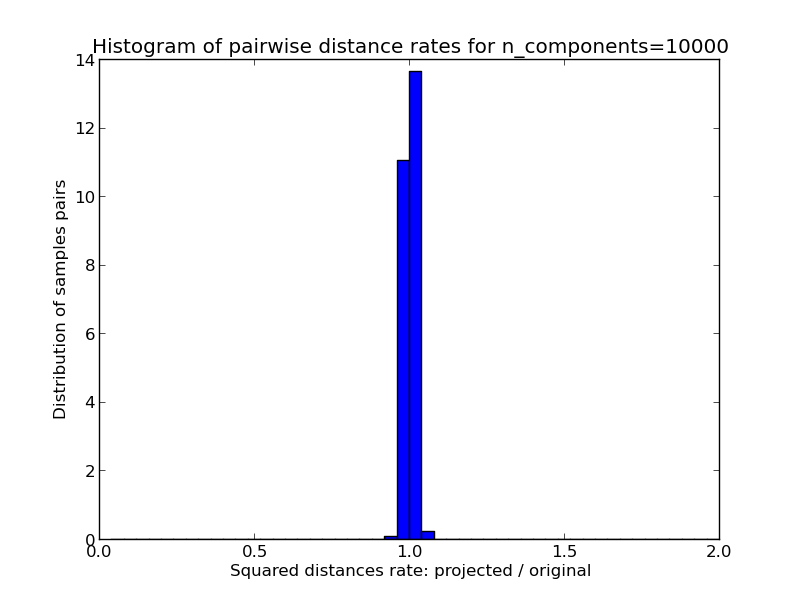 Histogram of pairwise distance rates for n_components=10000
14
12
10
8
6
4
2
0
Distribution of samples pairs
0.0 0.5 1.0 1.5 2.0
Squared distances rate: projected / original